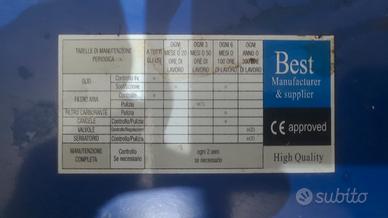 TABELLE DI MANUTENZIONE
PERIODICA
A TUTTI
GLI USI
OGNI
MESI O 20
ORE DI
LAVORO
OGNI 3
MESI O 50
ORE DI
LAVORO
OGNI 6
MESI O
100 ORE DI
LAVORO
OGNI
ANNO O
300 ORE
DI LAVORO
OLIO
Controllo liv.
Sostituzione
FILTRO ARIA
Controllo
Pulizia
FILTRO CARBURANTE
Pulizia
CANDELE
Controllo/Pulizia
VALVOLE
Controllo/Regolazione
SERBATOIO
Controllo/Pulizia
MANUTENZIONE
COMPLETA
Controllo
Se necessario
ogni 2 anni
se necessario
Best
Manufacturer
& supplier
CE approved
High Quality
subito